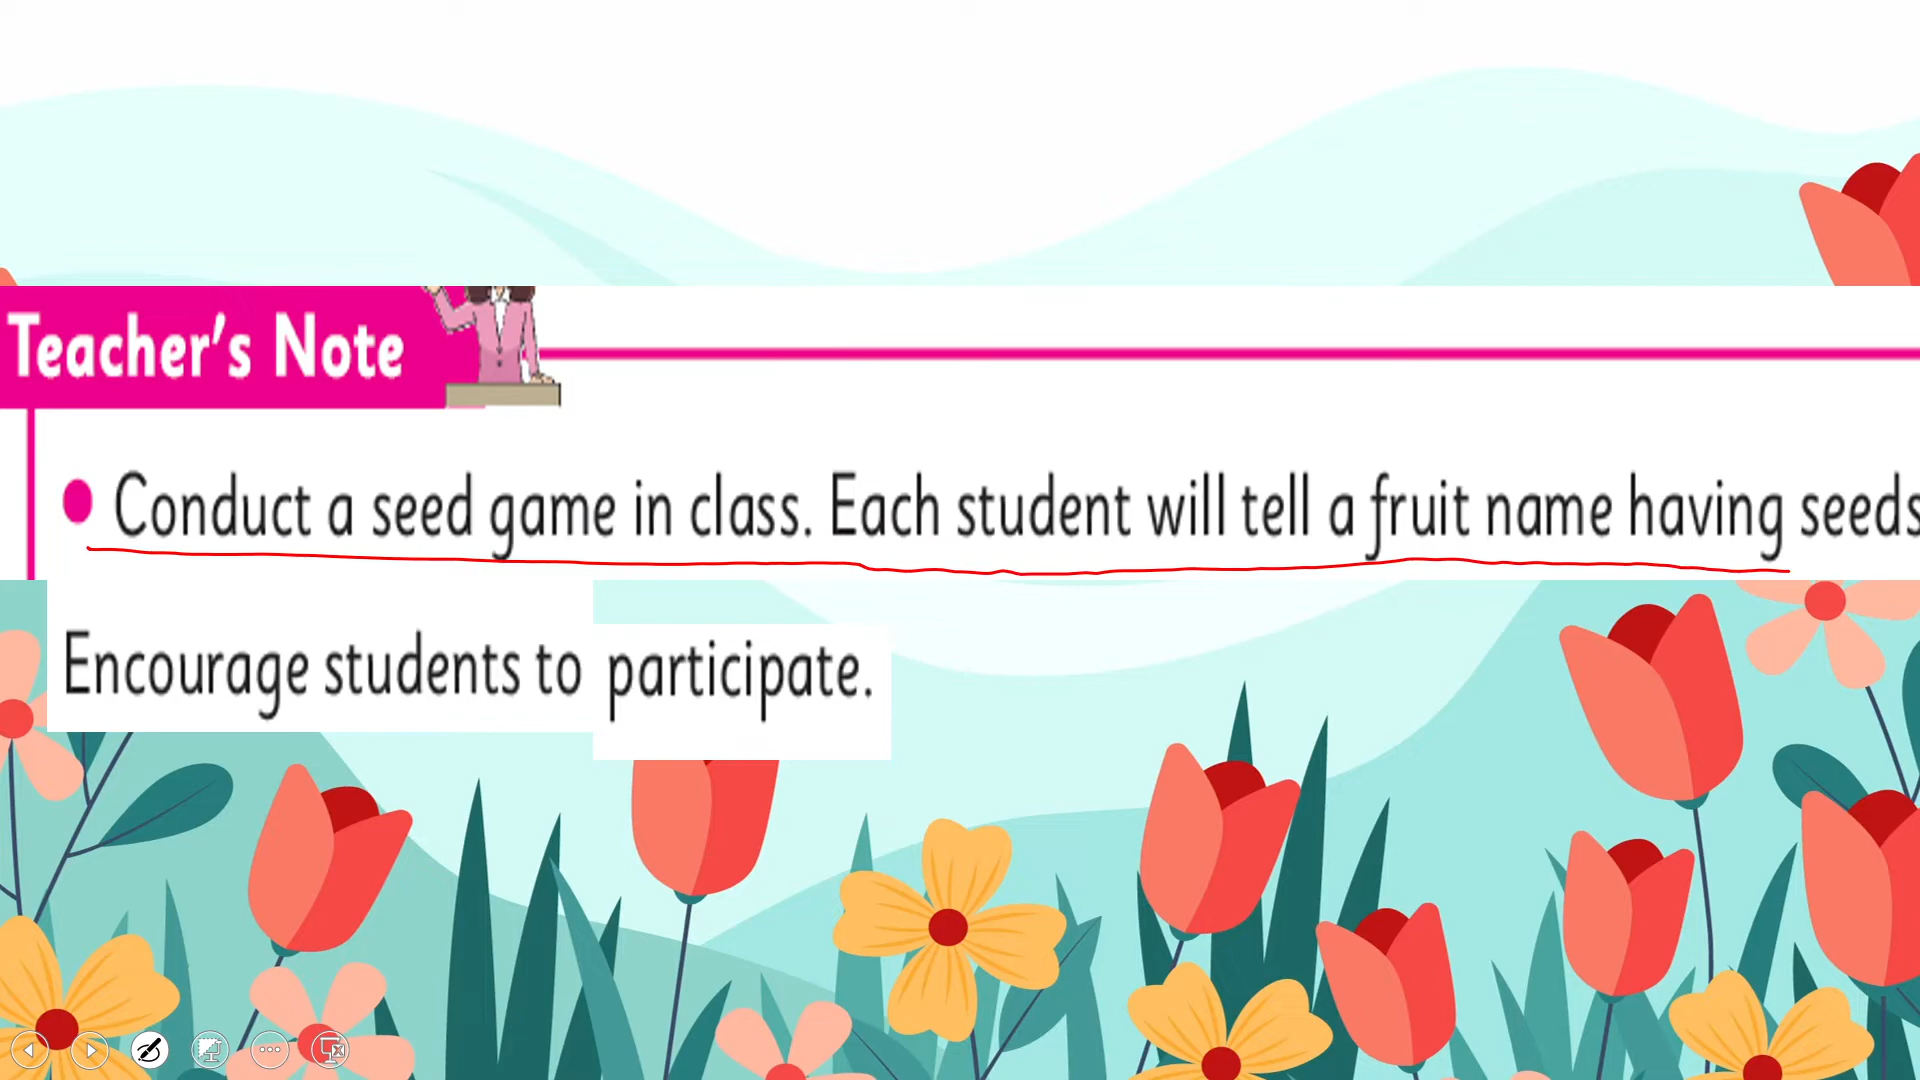 Teacher's Note
● Conduct a seed game in class. Each student will tell a fruit name having seeds
Encourage students to participate.